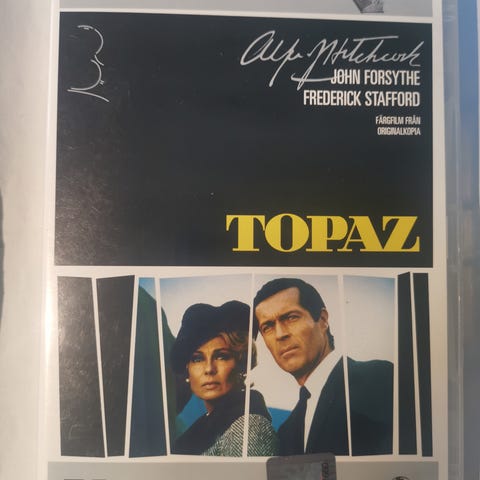 Alfred Hitchcock
JOHN FORSYTHE
FREDERICK STAFFORD
FÄRGFILM FRÅN
ORIGINALKOPIA
TOPAZ